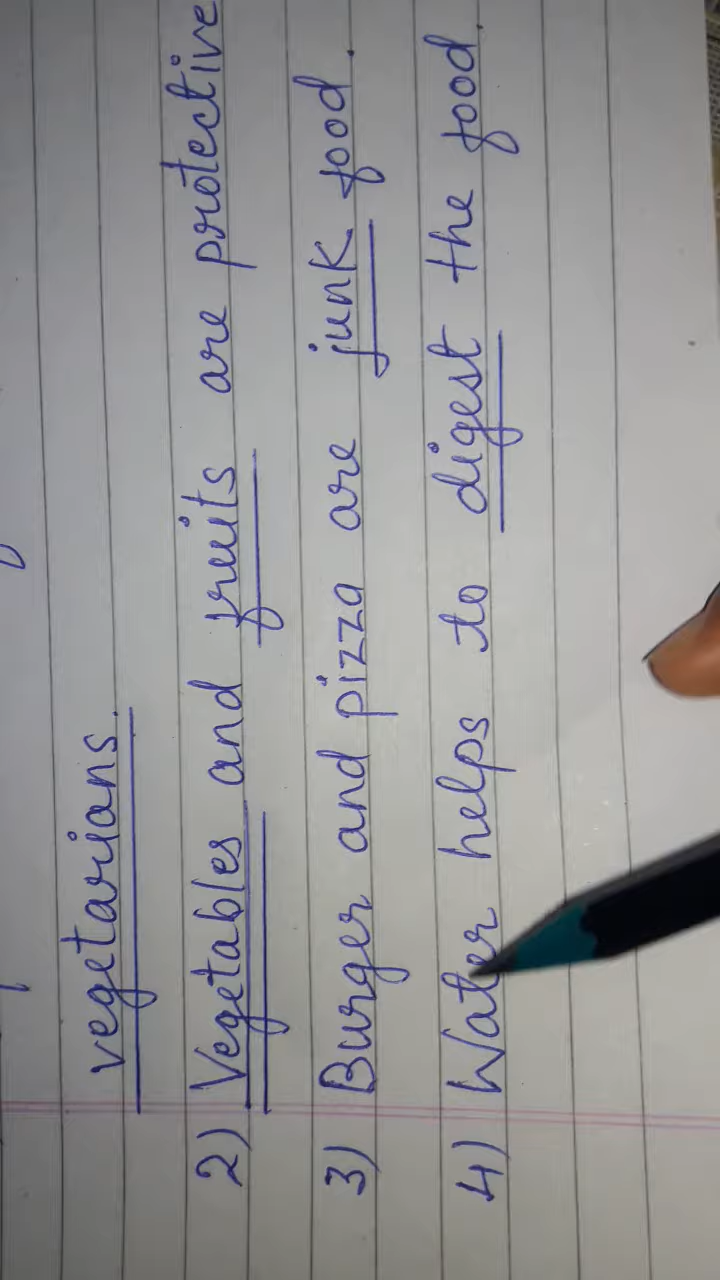 vegetarians.
2) Vegetables and fruits are protective
3) Burger and pizza are junk food.
4) Water helps to digest the food.